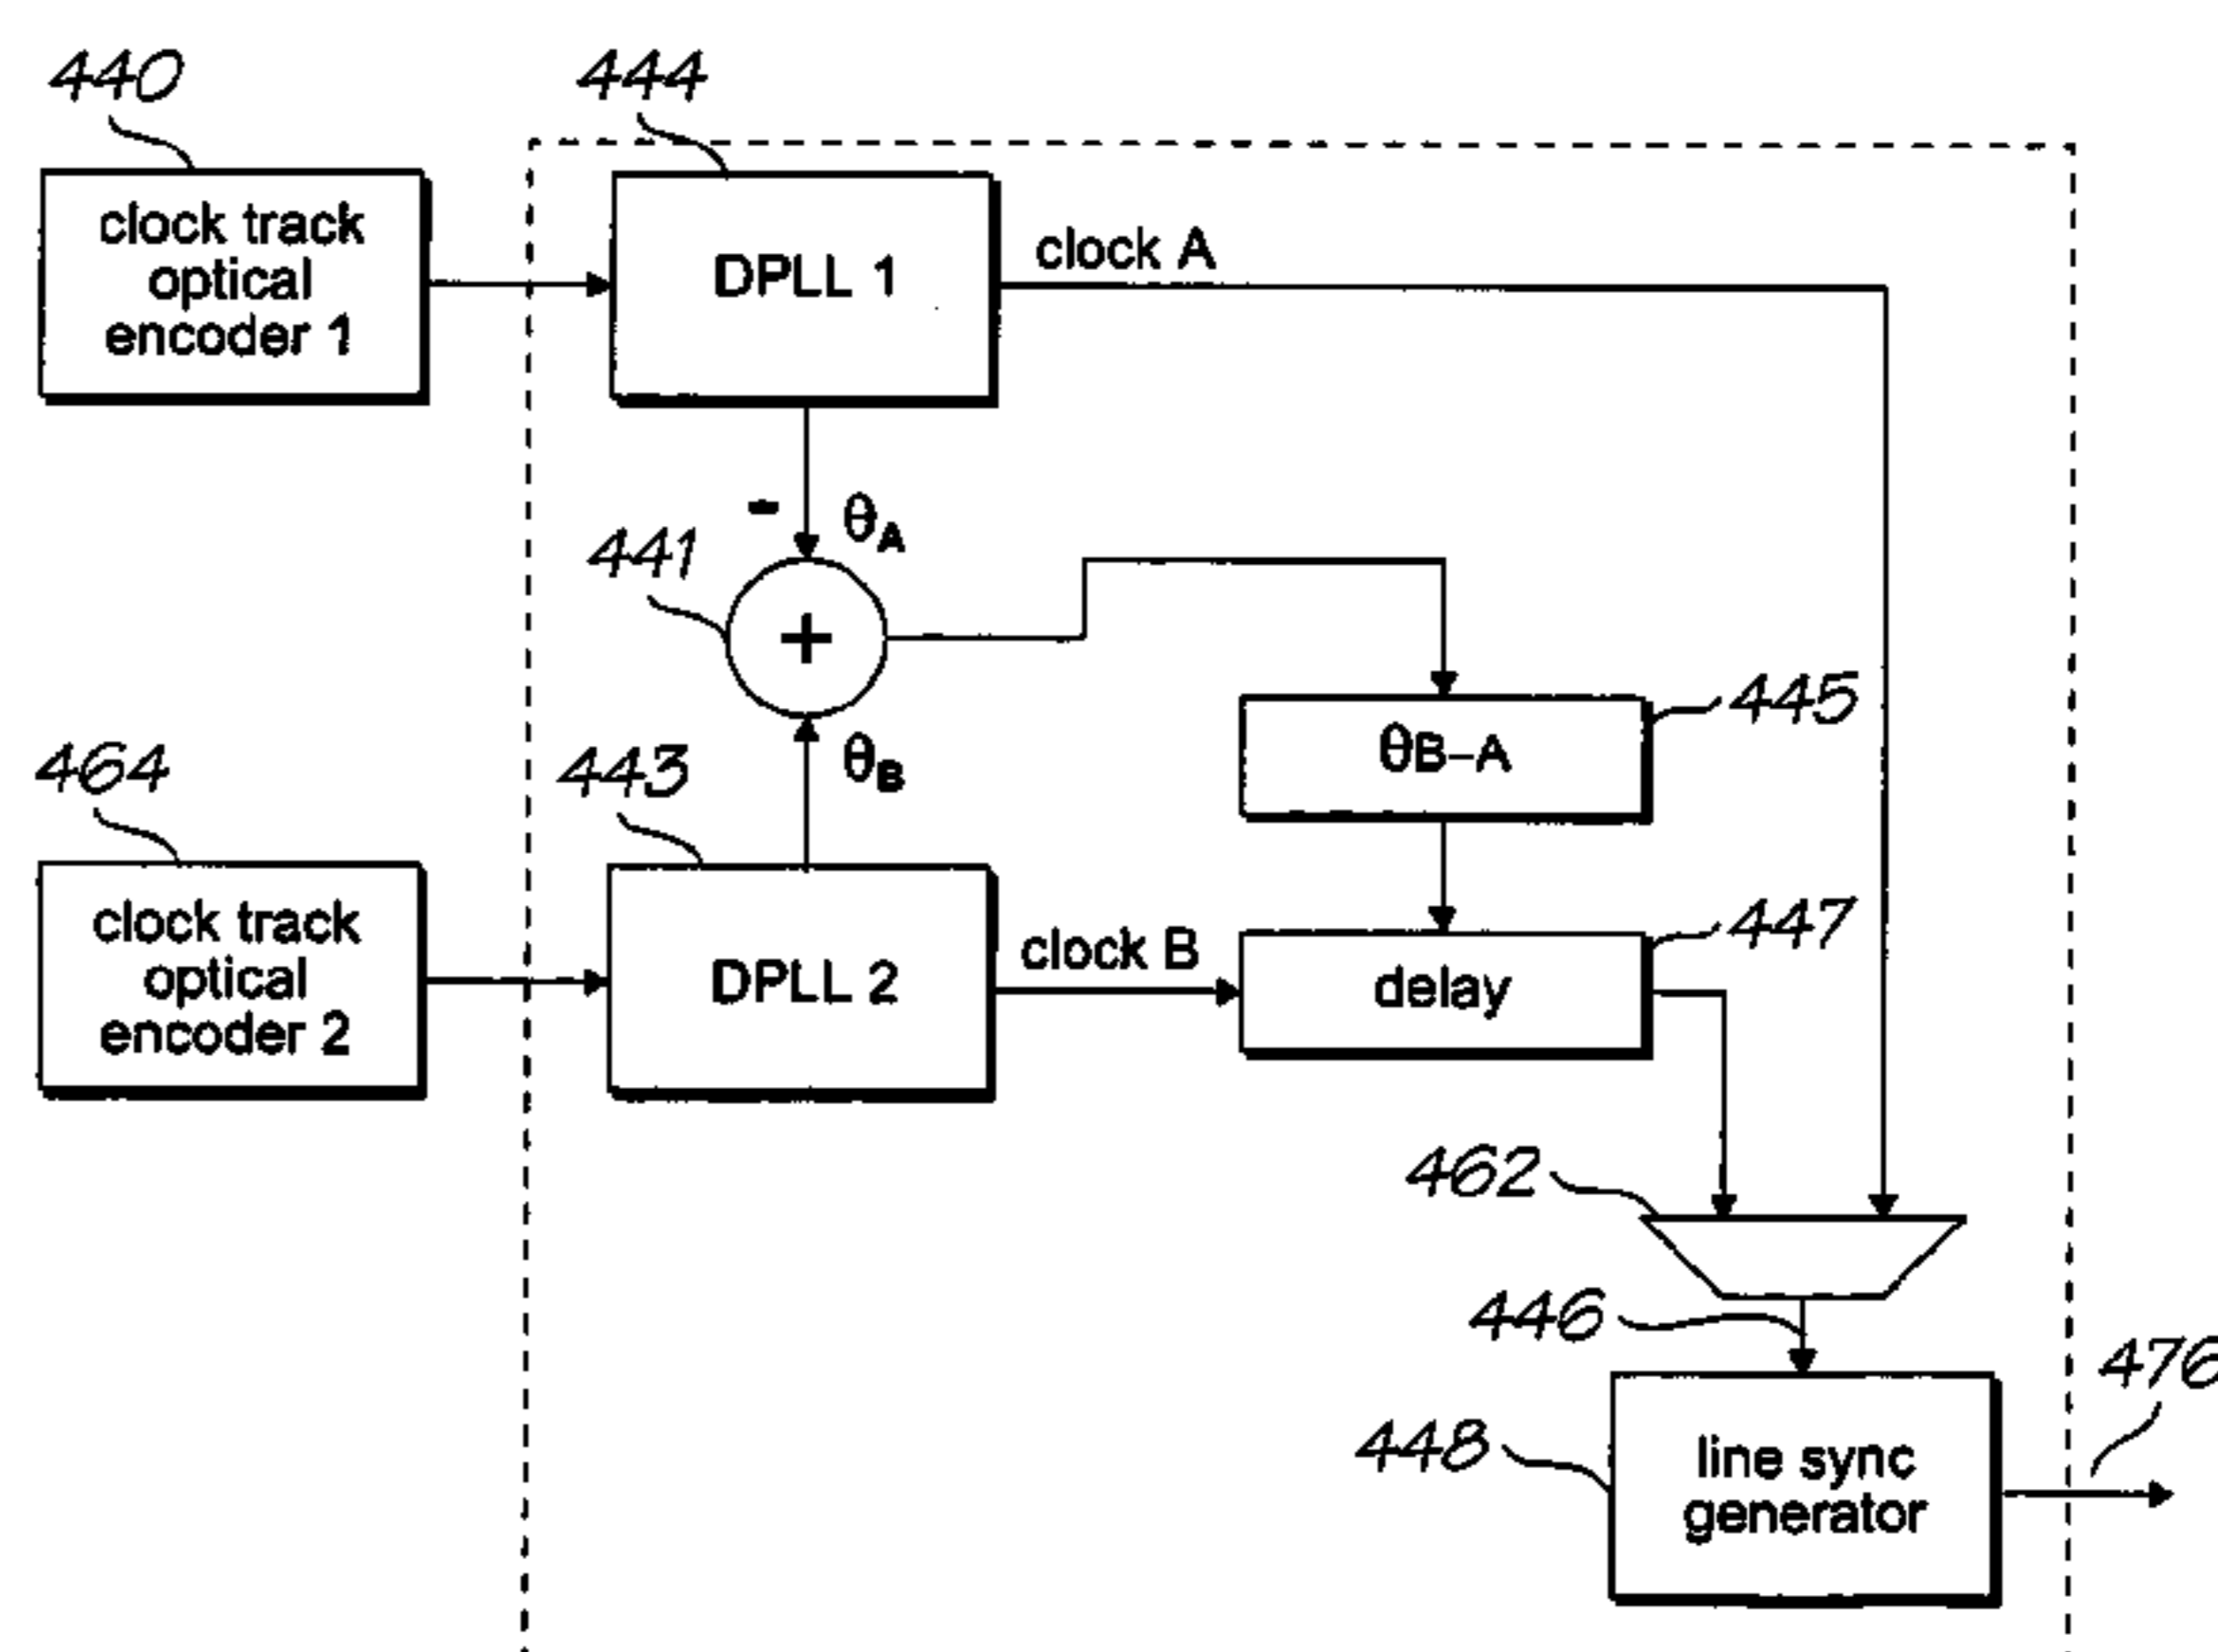 440
444
clock track
optical
encoder 1
DPLL 1
clock A
-
θA
441
+
445
θB-A
464
443
θB
clock track
optical
encoder 2
DPLL 2
clock B
447
delay
462
446
476
448
line sync
generator